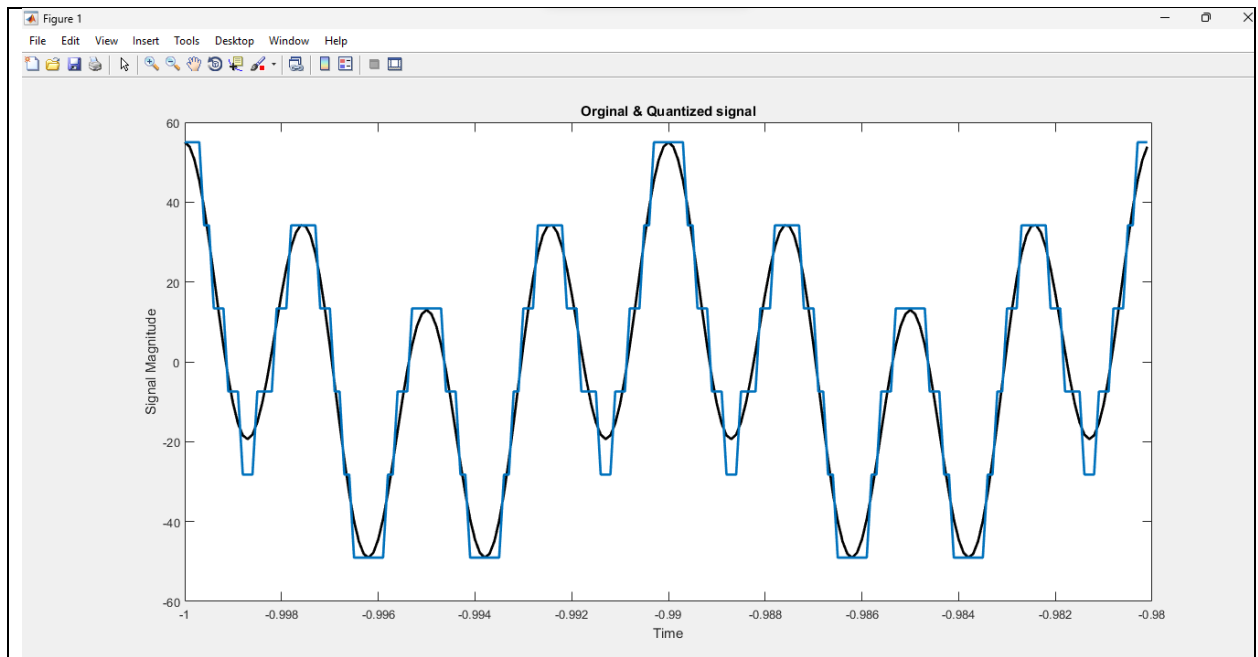 Figure 1
File Edit View Insert Tools Desktop Window Help
Orginal & Quantized signal
60
40
20
0
-20
-40
-60
Signal Magnitude
-1 -0.998 -0.996 -0.994 -0.992 -0.99 -0.988 -0.986 -0.984 -0.982 -0.98
Time